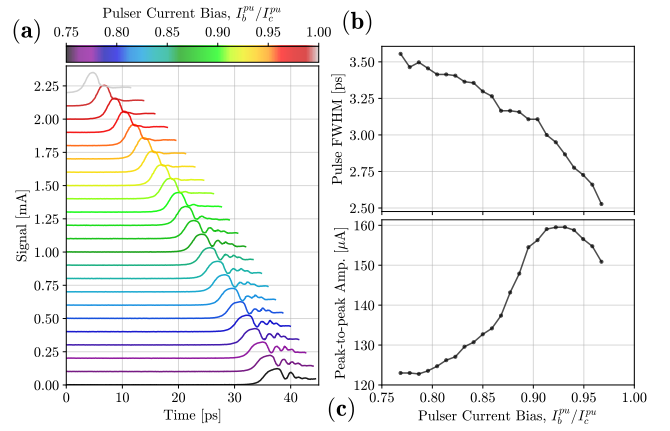 Pulser Current Bias, I_b^{pu}/I_c^{pu}
(a)
0.75 0.80 0.85 0.90 0.95 1.00
Signal [mA]
2.25
2.00
1.75
1.50
1.25
1.00
0.75
0.50
0.25
0.00
0 10 20 30 40
Time [ps]
(b)
Pulse FWHM [ps]
3.50
3.25
3.00
2.75
2.50
Peak-to-peak Amp. [μA]
160
150
140
130
120
0.75 0.80 0.85 0.90 0.95 1.00
(c)
Pulser Current Bias, I_b^{pu}/I_c^{pu}